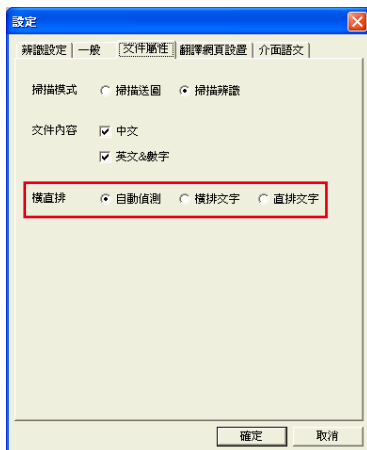 設定
辨識設定 一般 文件屬性 翻譯網頁設置 介面語文
掃描模式 掃描送圖 掃描辨識
文件內容 中文
英文&數字
橫直排 自動偵測 橫排文字 直排文字
確定 取消